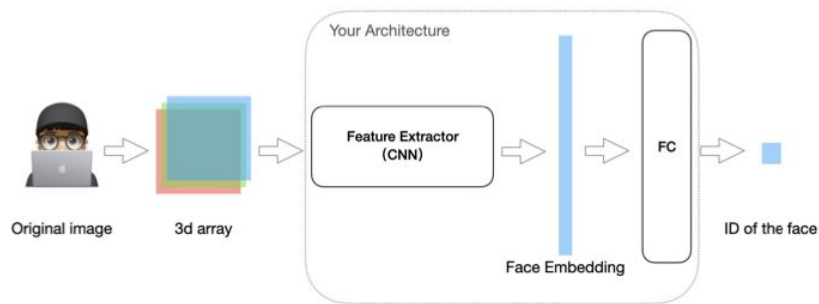 Your Architecture
Feature Extractor
(CNN)
FC
Original image
3d array
Face Embedding
ID of the face